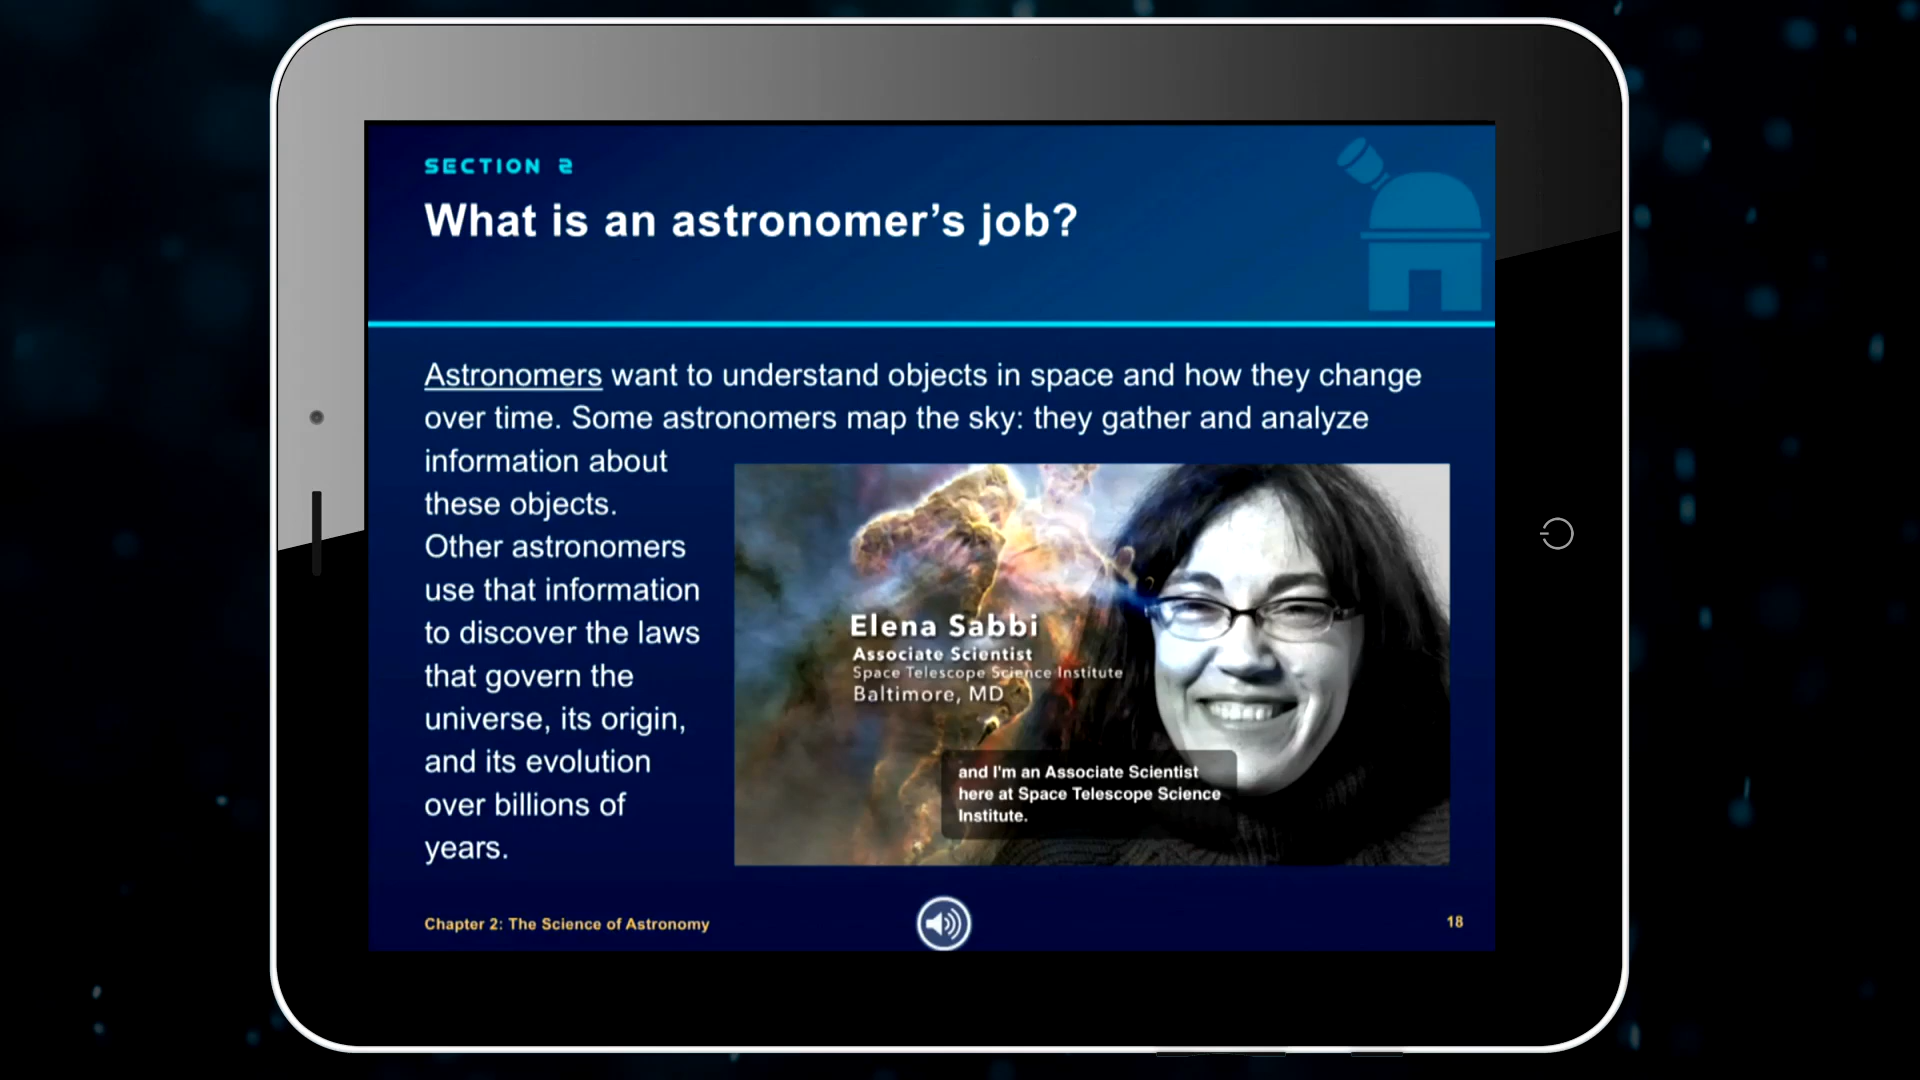 SECTION 2
What is an astronomer’s job?
Astronomers want to understand objects in space and how they change
over time. Some astronomers map the sky: they gather and analyze
information about
these objects.
Other astronomers
use that information
to discover the laws
that govern the
universe, its origin,
and its evolution
over billions of
years.
Elena Sabbi
Associate Scientist
Space Telescope Science Institute
Baltimore, MD
and I'm an Associate Scientist
here at Space Telescope Science
Institute.
Chapter 2: The Science of Astronomy
18